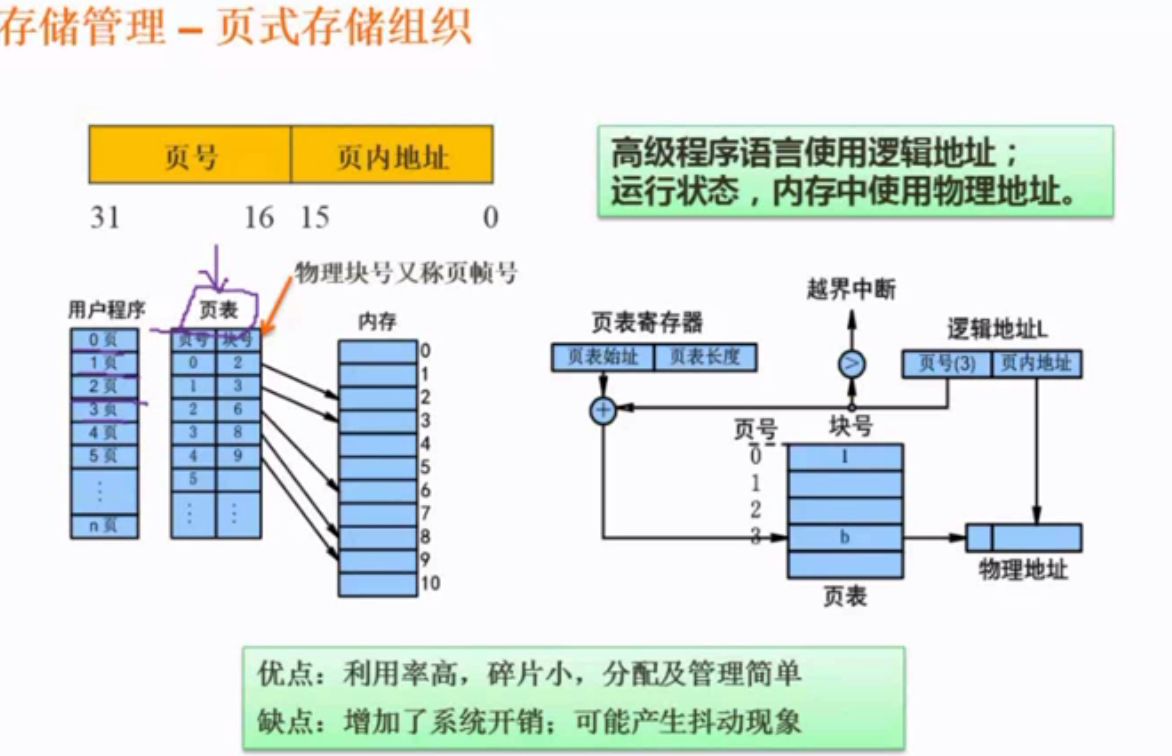 存储管理 – 页式存储组织
页号 页内地址
31 16 15 0
高级程序语言使用逻辑地址；
运行状态，内存中使用物理地址。
物理块号又称页帧号
用户程序
0页
1页
2页
3页
4页
5页
⋮
n页
页表
页号 块号
0 2
1 3
2 6
3 8
4 9
5
⋮ ⋮
内存
0
1
2
3
4
5
6
7
8
9
10
越界中断
页表寄存器
页表始址 页表长度
>
逻辑地址L
页号(3) 页内地址
+
页号 块号
0 1
1
2
3 b
页表
物理地址
优点：利用率高，碎片小，分配及管理简单
缺点：增加了系统开销；可能产生抖动现象